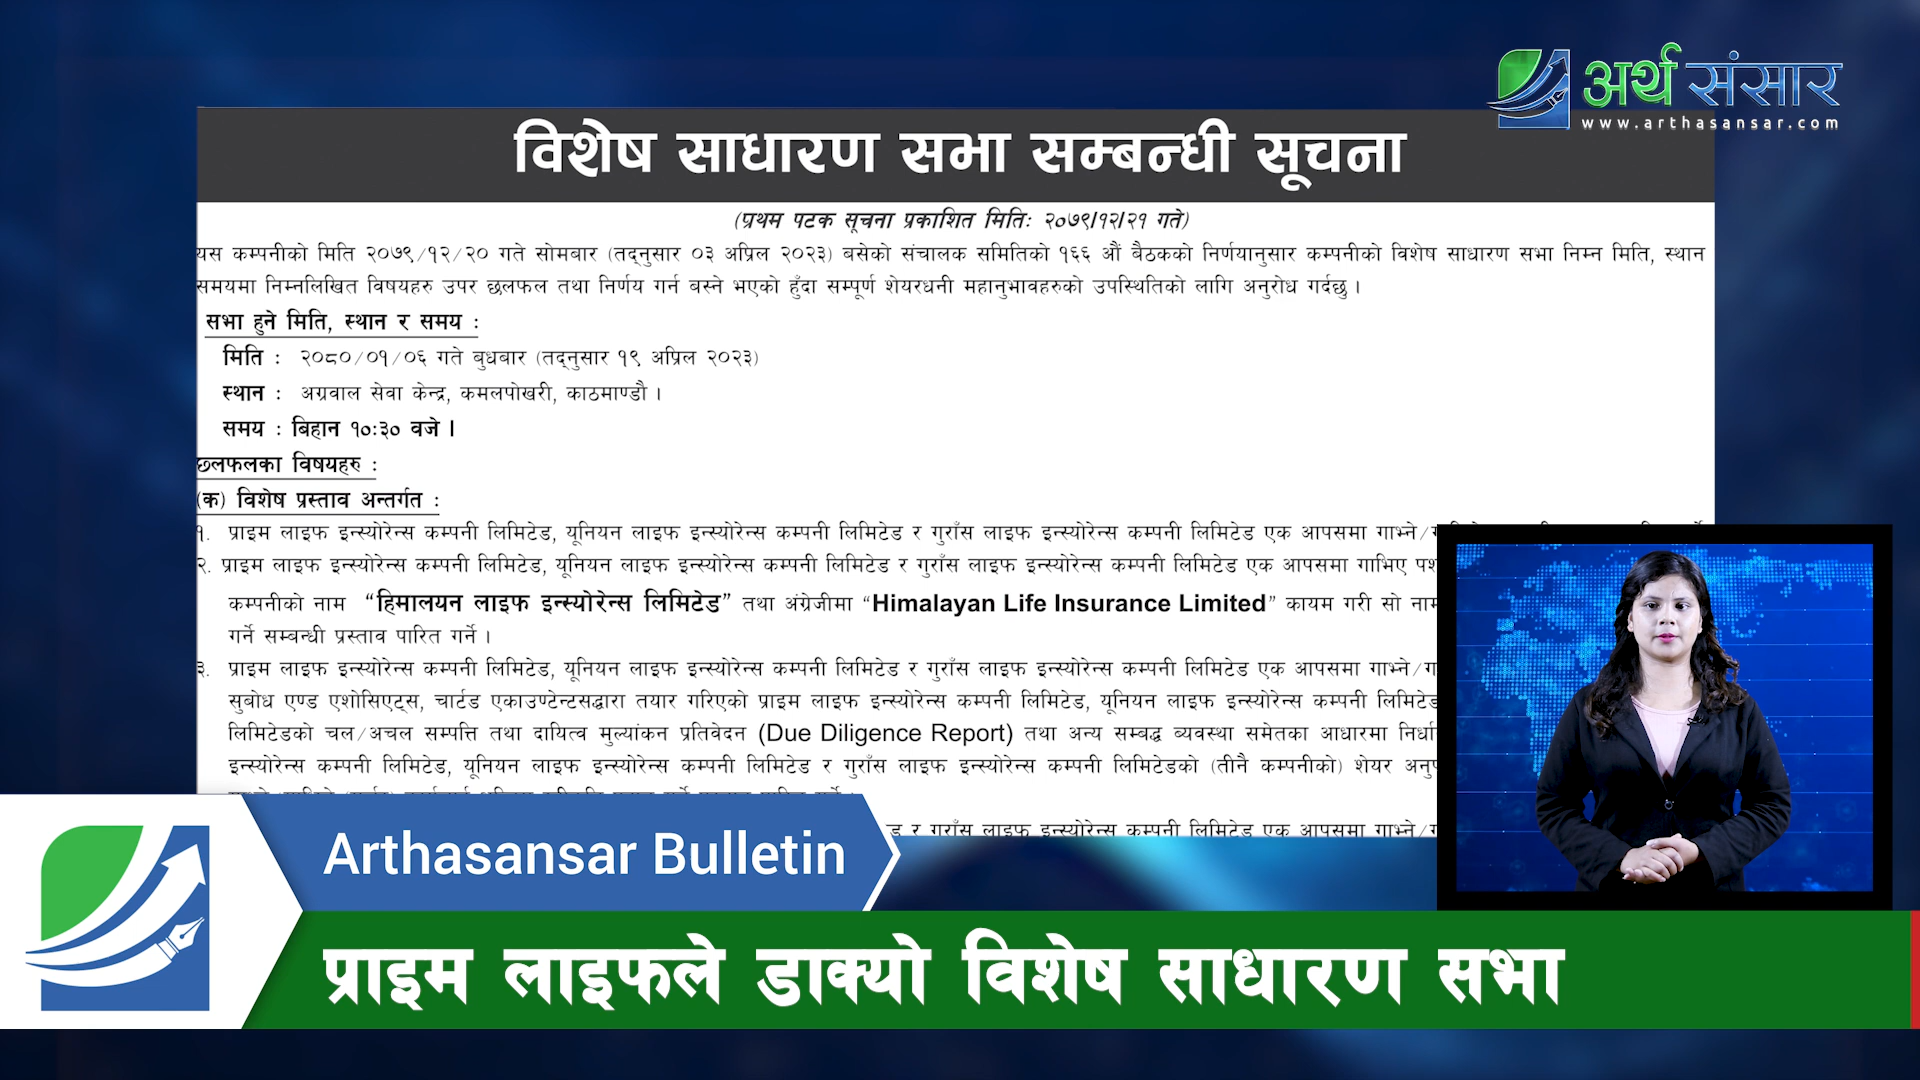 अर्थ संसार
www.arthasansar.com
विशेष साधारण सभा सम्बन्धी सूचना
(प्रथम पटक सूचना प्रकाशित मितिः २०७९/१२/२१ गते)
यस कम्पनीको मिति २०७९/१२/२० गते सोमबार (तद्नुसार ०३ अप्रिल २०२३) बसेको संचालक समितिको १६६ औं बैठकको निर्णयानुसार कम्पनीको विशेष साधारण सभा निम्न मिति, स्थान
समयमा निम्नलिखित विषयहरु उपर छलफल तथा निर्णय गर्न बस्ने भएको हुँदा सम्पूर्ण शेयरधनी महानुभावहरुको उपस्थितिको लागि अनुरोध गर्दछु ।
सभा हुने मिति, स्थान र समय :
मिति : २०८०/०१/०६ गते बुधबार (तद्नुसार १९ अप्रिल २०२३)
स्थान : अग्रवाल सेवा केन्द्र, कमलपोखरी, काठमाण्डौ ।
समय : बिहान १०:३० वजे ।
छलफलका विषयहरु :
(क) विशेष प्रस्ताव अन्तर्गत :
१. प्राइम लाइफ इन्स्योरेन्स कम्पनी लिमिटेड, यूनियन लाइफ इन्स्योरेन्स कम्पनी लिमिटेड र गुराँस लाइफ इन्स्योरेन्स कम्पनी लिमिटेड एक आपसमा गाभ्ने/
२. प्राइम लाइफ इन्स्योरेन्स कम्पनी लिमिटेड, यूनियन लाइफ इन्स्योरेन्स कम्पनी लिमिटेड र गुराँस लाइफ इन्स्योरेन्स कम्पनी लिमिटेड एक आपसमा गाभिए
कम्पनीको नाम “हिमालयन लाइफ इन्स्योरेन्स लिमिटेड” तथा अंग्रेजीमा “Himalayan Life Insurance Limited” कायम गरी सो नाम
गर्ने सम्बन्धी प्रस्ताव पारित गर्ने ।
३. प्राइम लाइफ इन्स्योरेन्स कम्पनी लिमिटेड, यूनियन लाइफ इन्स्योरेन्स कम्पनी लिमिटेड र गुराँस लाइफ इन्स्योरेन्स कम्पनी लिमिटेड एक आपसमा गाभ्ने/
सुबोध एण्ड एशोसिएट्स, चार्टड एकाउण्टेन्टसद्धारा तयार गरिएको प्राइम लाइफ इन्स्योरेन्स कम्पनी लिमिटेड, यूनियन लाइफ इन्स्योरेन्स कम्पनी लिमिटेड
लिमिटेडको चल/अचल सम्पत्ति तथा दायित्व मुल्यांकन प्रतिवेदन (Due Diligence Report) तथा अन्य सम्बद्ध व्यवस्था समेतका आधारमा
इन्स्योरेन्स कम्पनी लिमिटेड, यूनियन लाइफ इन्स्योरेन्स कम्पनी लिमिटेड र गुराँस लाइफ इन्स्योरेन्स कम्पनी लिमिटेडको (तीनै कम्पनीको) शेयर
र गुराँस लाइफ इन्स्योरेन्स कम्पनी लिमिटेड एक आपसमा गाभ्ने/
Arthasansar Bulletin
प्राइम लाइफले डाक्यो विशेष साधारण सभा